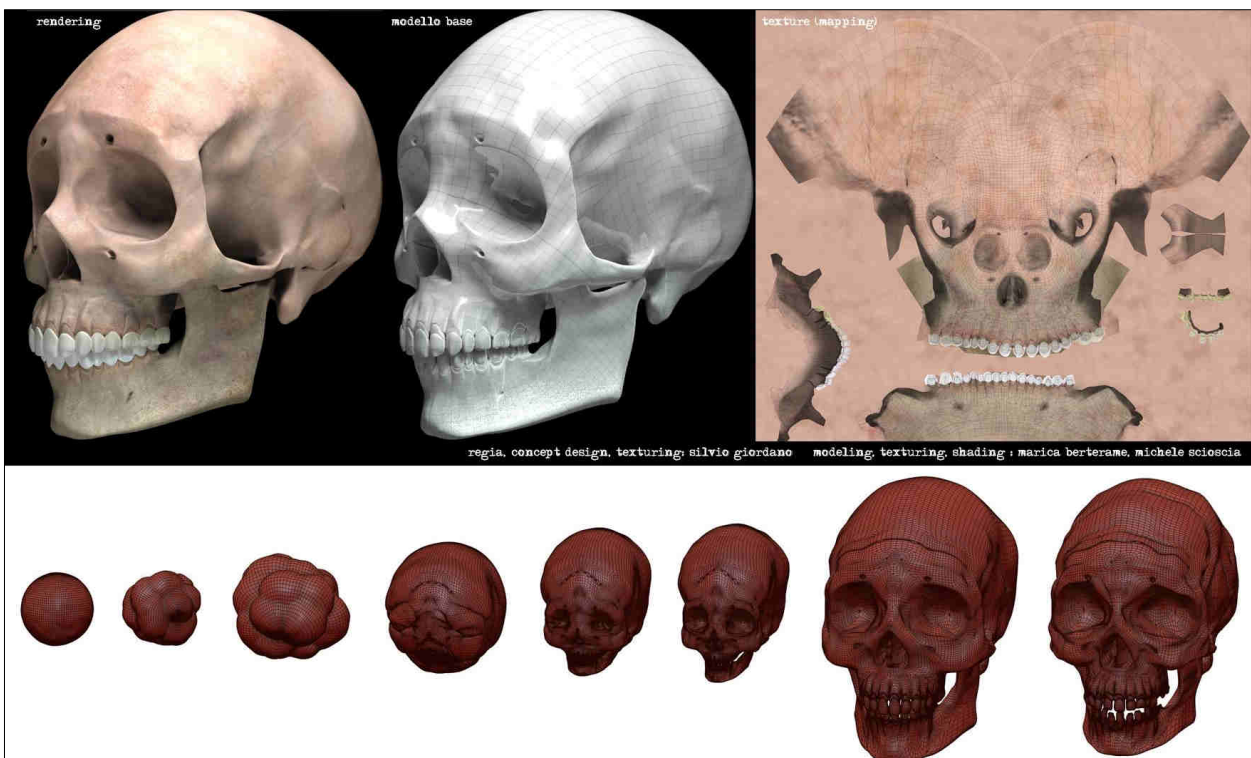 rendering
modello base
texture (mapping)
regia, concept design, texturing: silvio giordano
modeling, texturing, shading : marica berterame, michele scioscia